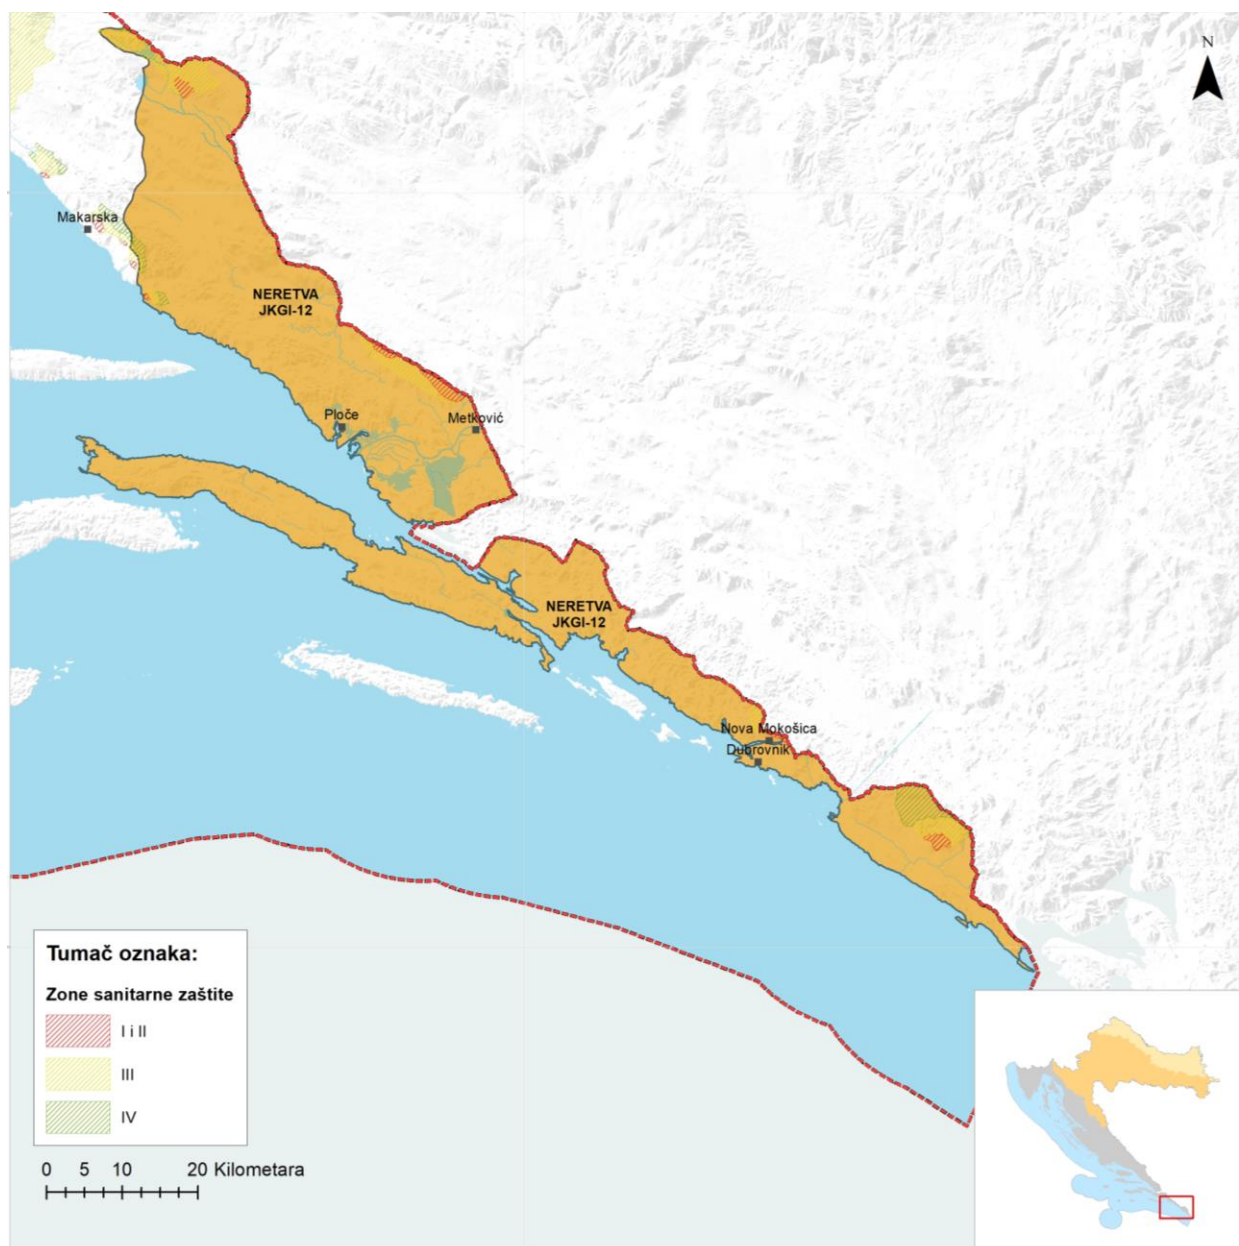 N
Makarska
NERETVA
JKGI-12
Ploče
Metković
NERETVA
JKGI-12
Nova Mokošica
Dubrovnik
Tumač oznaka:
Zone sanitarne zaštite
I i II
III
IV
0 5 10 20 Kilometara